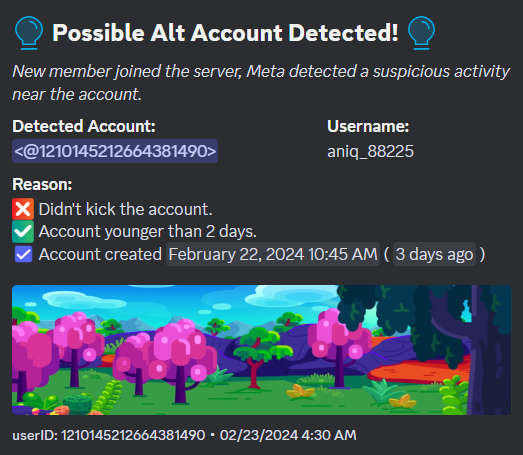 Possible Alt Account Detected!
New member joined the server, Meta detected a suspicious activity
near the account.
Detected Account:
<@1210145212664381490>
Username:
aniq_88225
Reason:
Didn't kick the account.
Account younger than 2 days.
Account created February 22, 2024 10:45 AM ( 3 days ago )
userID: 1210145212664381490 • 02/23/2024 4:30 AM